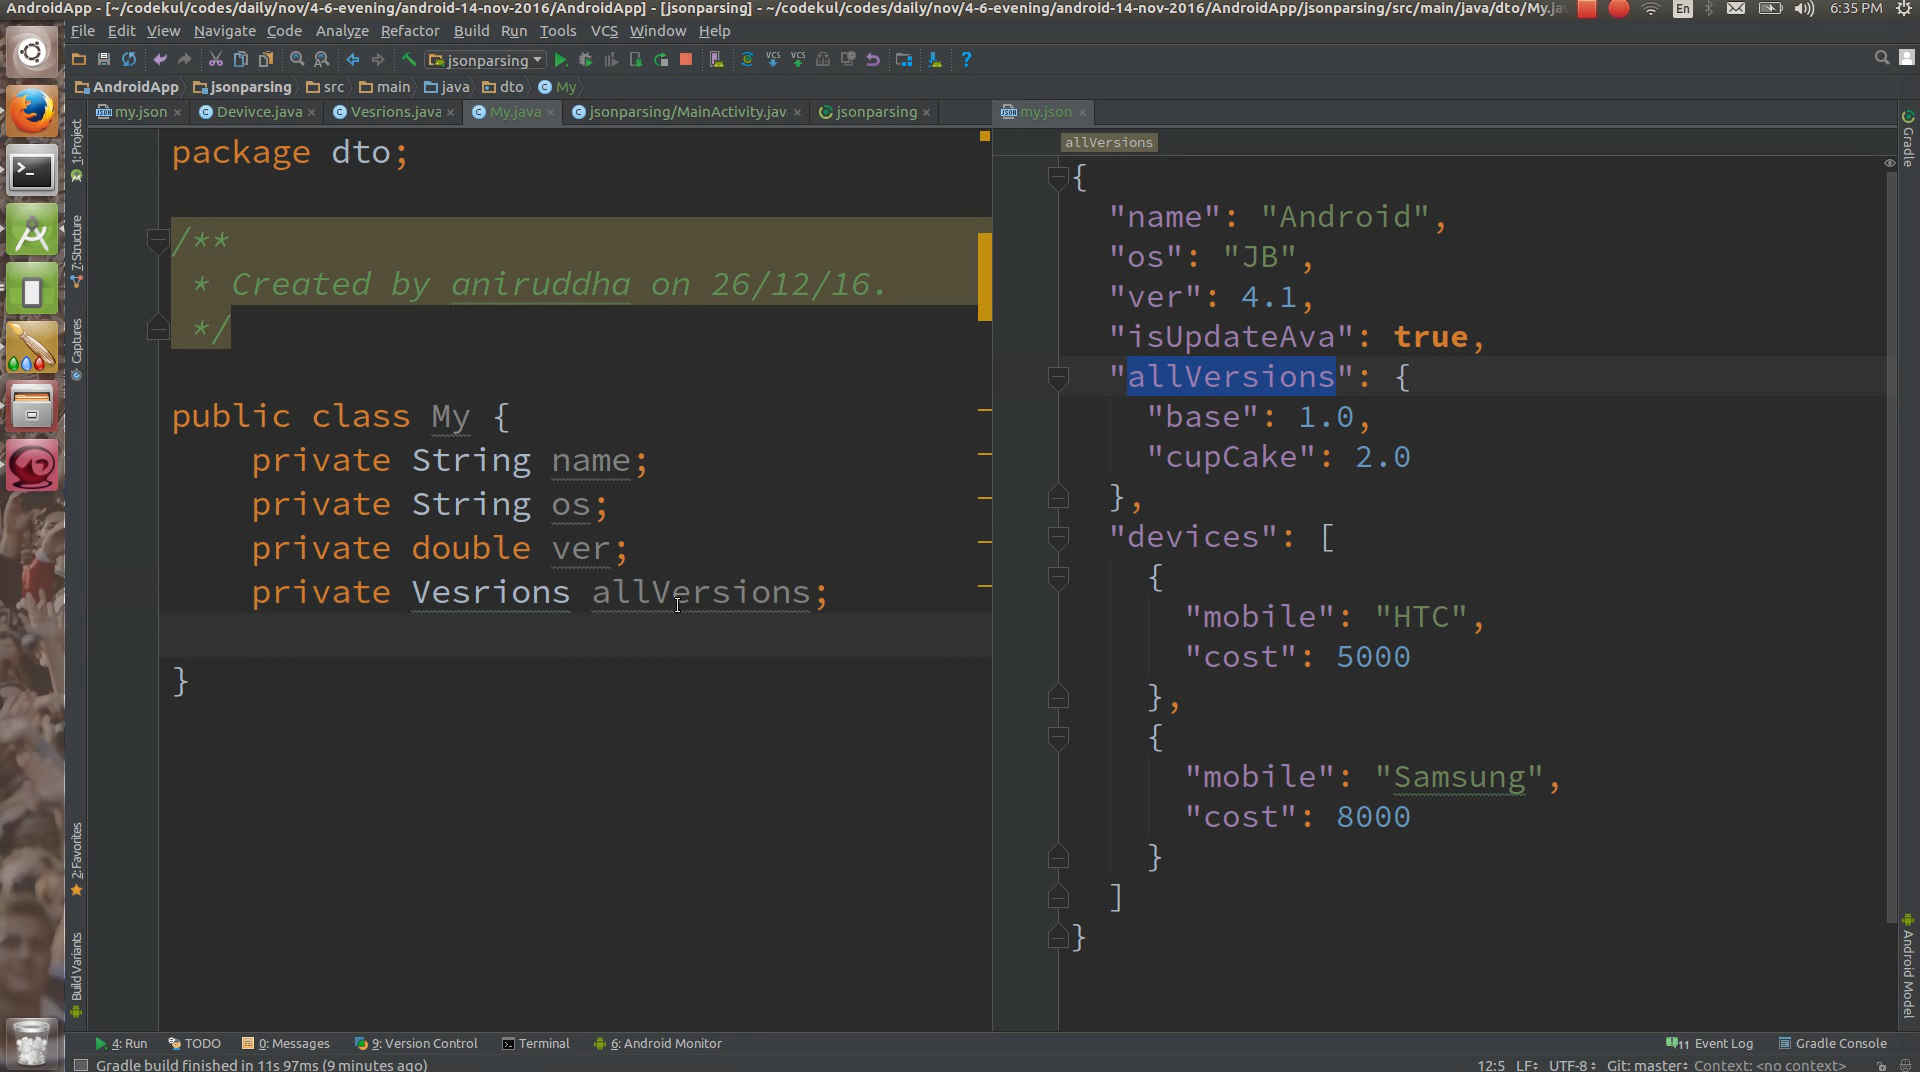 AndroidApp - [~/codekul/codes/daily/nov/4-6-evening/android-14-nov-2016/AndroidApp] - [jsonparsing] - ~/codekul/codes/daily/nov/4-6-evening/android-14-nov-2016/AndroidApp/jsonparsing/src/main/java/dto/My.ja
En 6:35 PM
File Edit View Navigate Code Analyze Refactor Build Run Tools VCS Window Help
jsonparsing VCS VCS ?
AndroidApp jsonparsing src main java dto My
my.json Devivce.java Vesrions.java My.java jsonparsing/MainActivity.jav jsonparsing
my.json
1: Project
7: Structure
Captures
2: Favorites
Build Variants
package dto;
/**
* Created by aniruddha on 26/12/16.
*/
public class My {
private String name;
private String os;
private double ver;
private Vesrions allVersions;
}
allVersions
{
"name": "Android",
"os": "JB",
"ver": 4.1,
"isUpdateAva": true,
"allVersions": {
"base": 1.0,
"cupCake": 2.0
},
"devices": [
{
"mobile": "HTC",
"cost": 5000
},
{
"mobile": "Samsung",
"cost": 8000
}
]
}
Gradle
Android Model
4: Run TODO 0: Messages 9: Version Control Terminal 6: Android Monitor 11 Event Log Gradle Console
Gradle build finished in 11s 97ms (9 minutes ago) 12:5 LF UTF-8 Git: master Context: <no context>